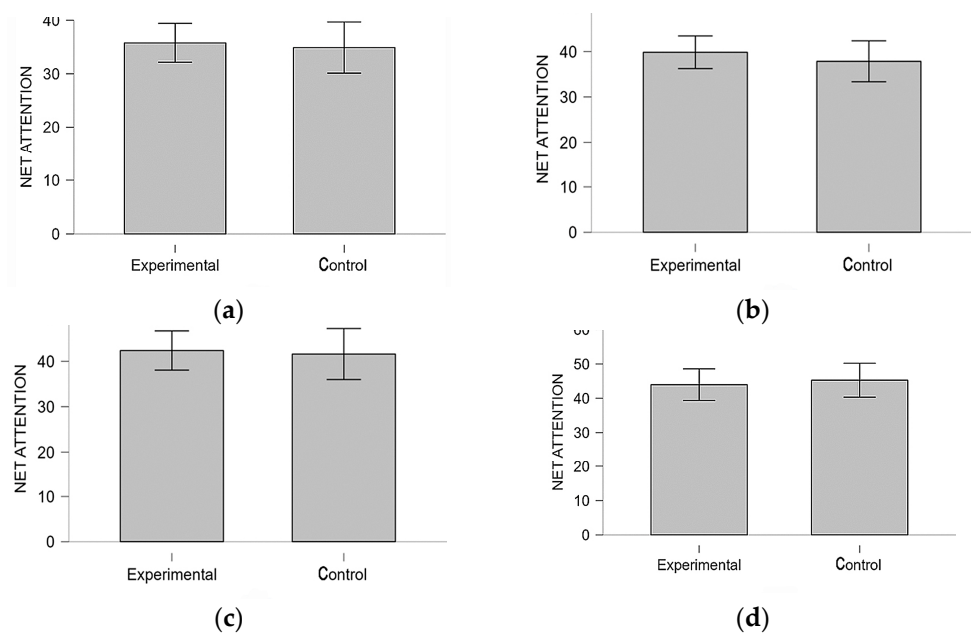 40
30
20
10
0
NET ATTENTION
Experimental
Control
(a)
40
30
20
10
0
NET ATTENTION
Experimental
Control
(b)
40
30
20
10
0
NET ATTENTION
Experimental
Control
(c)
60
50
40
30
20
10
0
NET ATTENTION
Experimental
Control
(d)